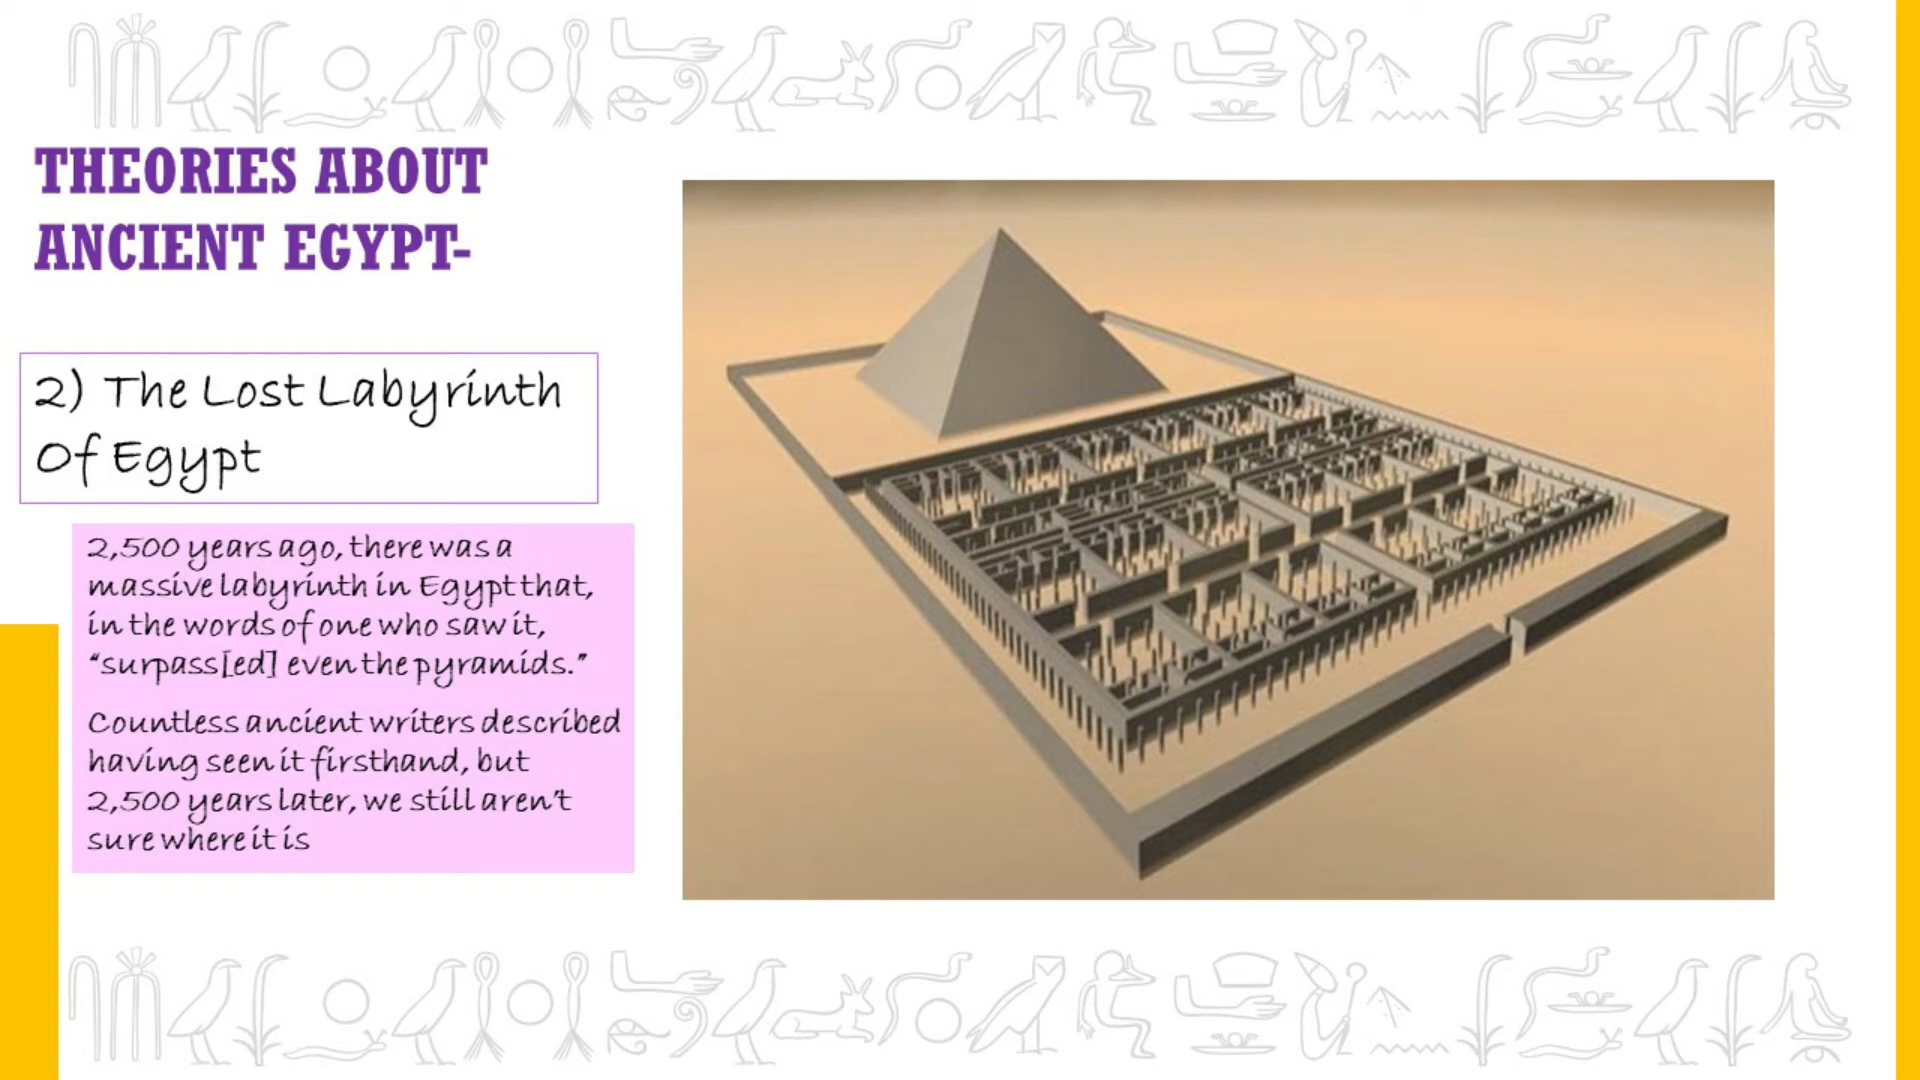 THEORIES ABOUT
ANCIENT EGYPT-
2) The Lost Labyrinth
Of Egypt
2,500 years ago, there was a
massive labyrinth in Egypt that,
in the words of one who saw it,
“surpass[ed] even the pyramids.”
Countless ancient writers described
having seen it firsthand, but
2,500 years later, we still aren’t
sure where it is